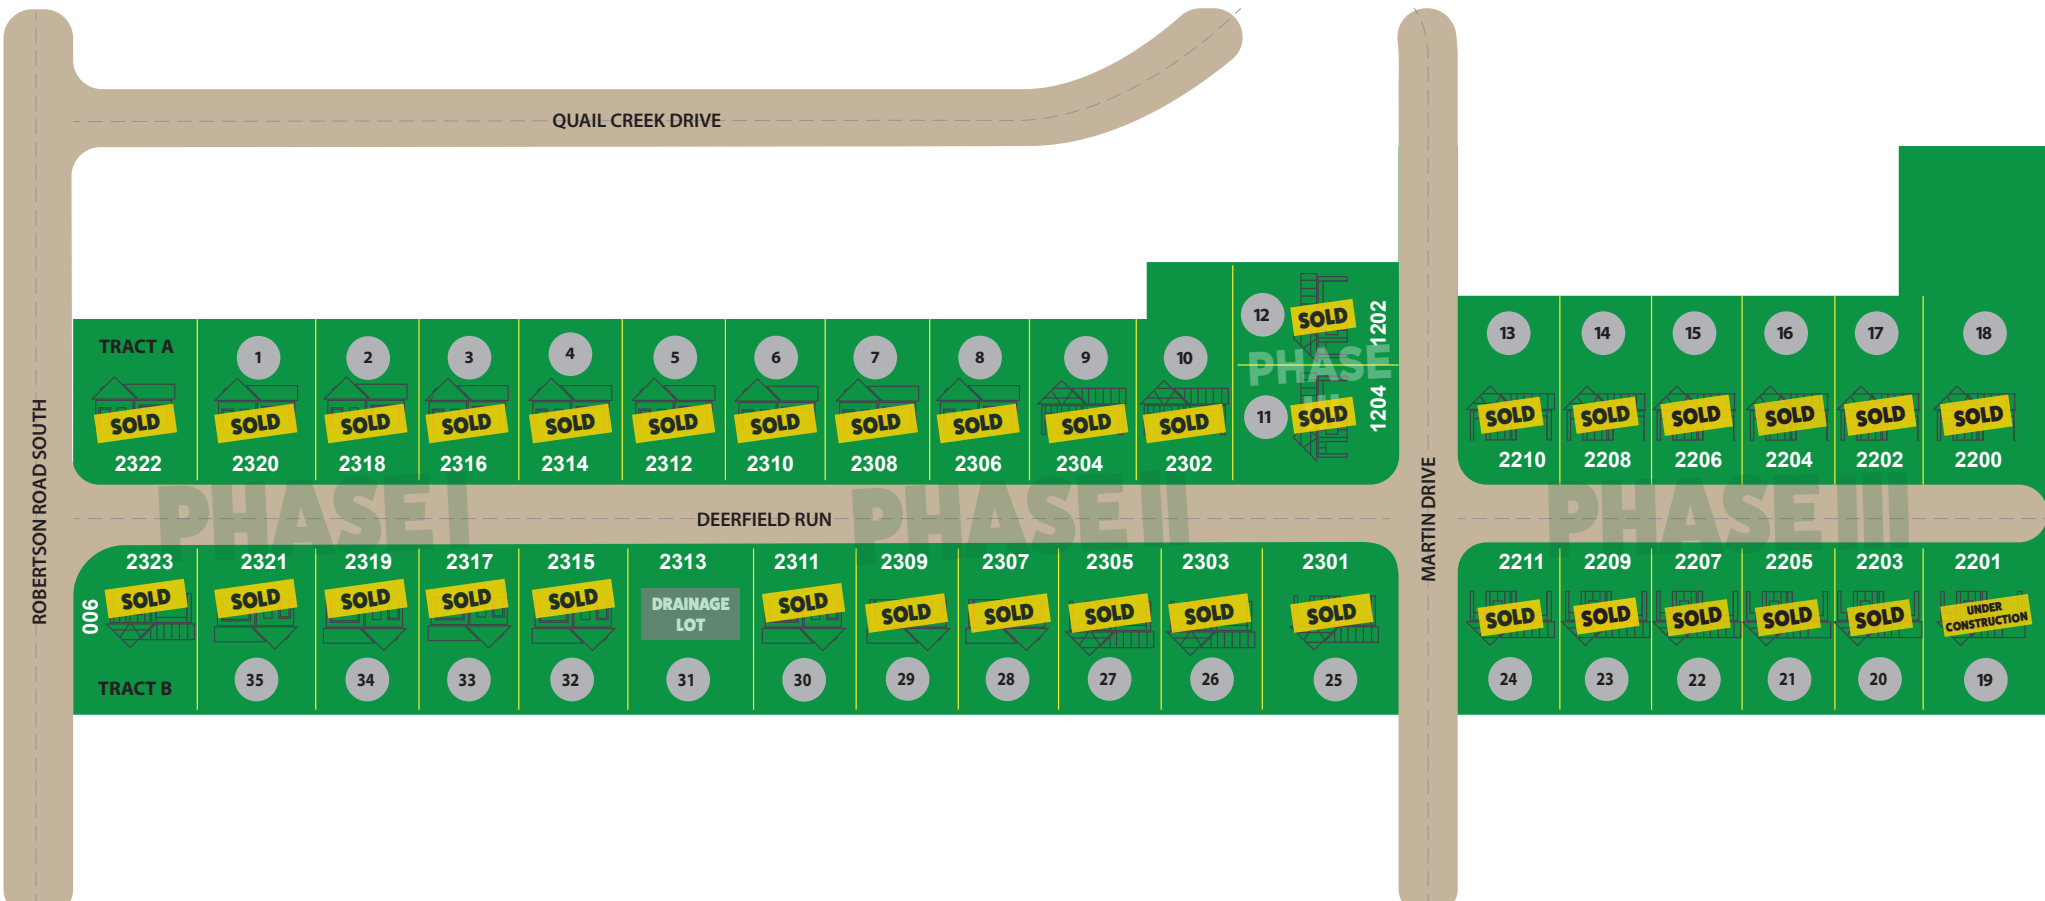 QUAIL CREEK DRIVE
ROBERTSON ROAD SOUTH
MARTIN DRIVE
DEERFIELD RUN
TRACT A
1
2
3
4
5
6
7
8
9
10
SOLD
SOLD
SOLD
SOLD
SOLD
SOLD
SOLD
SOLD
SOLD
SOLD
SOLD
2322
2320
2318
2316
2314
2312
2310
2308
2306
2304
2302
12
SOLD
1202
PHASE
III
11
SOLD
1204
13
14
15
16
17
18
SOLD
SOLD
SOLD
SOLD
SOLD
SOLD
2210
2208
2206
2204
2202
2200
PHASE I
PHASE II
PHASE III
2323
2321
2319
2317
2315
2313
2311
2309
2307
2305
2303
2301
900
SOLD
SOLD
SOLD
SOLD
SOLD
DRAINAGE
LOT
SOLD
SOLD
SOLD
SOLD
SOLD
SOLD
TRACT B
35
34
33
32
31
30
29
28
27
26
25
2211
2209
2207
2205
2203
2201
SOLD
SOLD
SOLD
SOLD
SOLD
UNDER
CONSTRUCTION
24
23
22
21
20
19